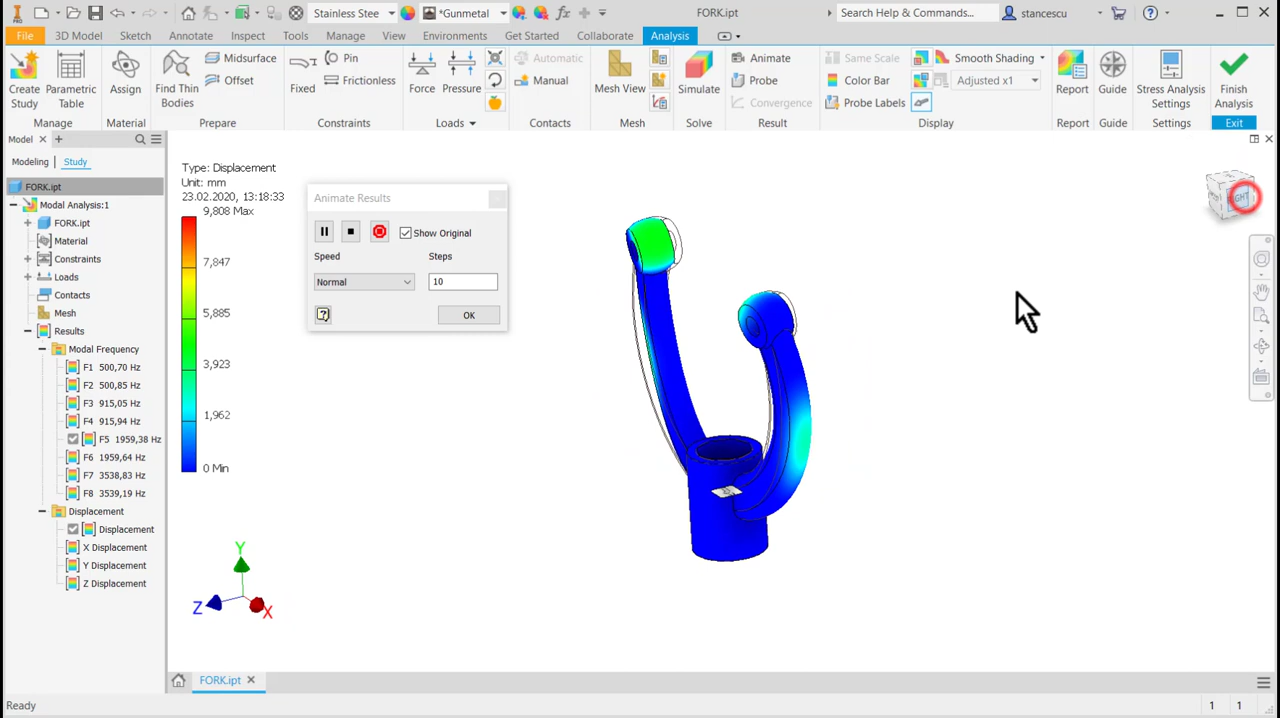 PRO
Stainless Stee
*Gunmetal
FORK.ipt
Search Help & Commands...
stancescu
File
3D Model
Sketch
Annotate
Inspect
Tools
Manage
View
Environments
Get Started
Collaborate
Analysis
Create
Study
Parametric
Table
Manage
Assign
Material
Find Thin
Bodies
Midsurface
Offset
Prepare
Fixed
Pin
Frictionless
Constraints
Force
Pressure
Loads
Automatic
Manual
Contacts
Mesh View
Mesh
Simulate
Solve
Animate
Probe
Convergence
Result
Same Scale
Color Bar
Probe Labels
Smooth Shading
Adjusted x1
Display
Report
Report
Guide
Guide
Stress Analysis
Settings
Settings
Finish
Analysis
Exit
Model
Modeling
Study
FORK.ipt
Modal Analysis:1
FORK.ipt
Material
Constraints
Loads
Contacts
Mesh
Results
Modal Frequency
F1 500,70 Hz
F2 500,85 Hz
F3 915,05 Hz
F4 915,94 Hz
F5 1959,38 Hz
F6 1959,64 Hz
F7 3538,83 Hz
F8 3539,19 Hz
Displacement
Displacement
X Displacement
Y Displacement
Z Displacement
Type: Displacement
Unit: mm
23.02.2020, 13:18:33
9,808 Max
7,847
5,885
3,923
1,962
0 Min
Animate Results
Show Original
Speed
Steps
Normal
10
OK
Y
Z
X
FORK.ipt
Ready
1
1